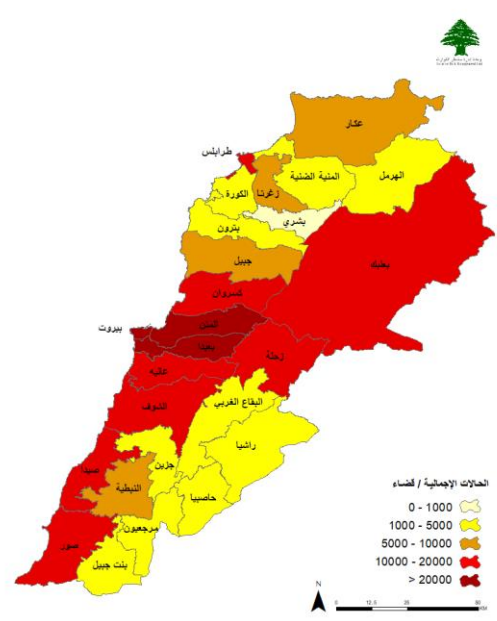 عكار
طرابلس
المنية الضنية
الهرمل
زغرتا
الكورة
بشري
بترون
بعلبك
جبيل
كسروان
المتن
بيروت
بعبدا
زحلة
عاليه
البقاع الغربي
الشوف
راشيا
جزين
صيدا
النبطية
حاصبيا
مرجعيون
صور
بنت جبيل
الحالات الإجمالية / قضاء
0 - 1000
1000 - 5000
5000 - 10000
10000 - 20000
> 20000
N
0 12.5 25 50
KM